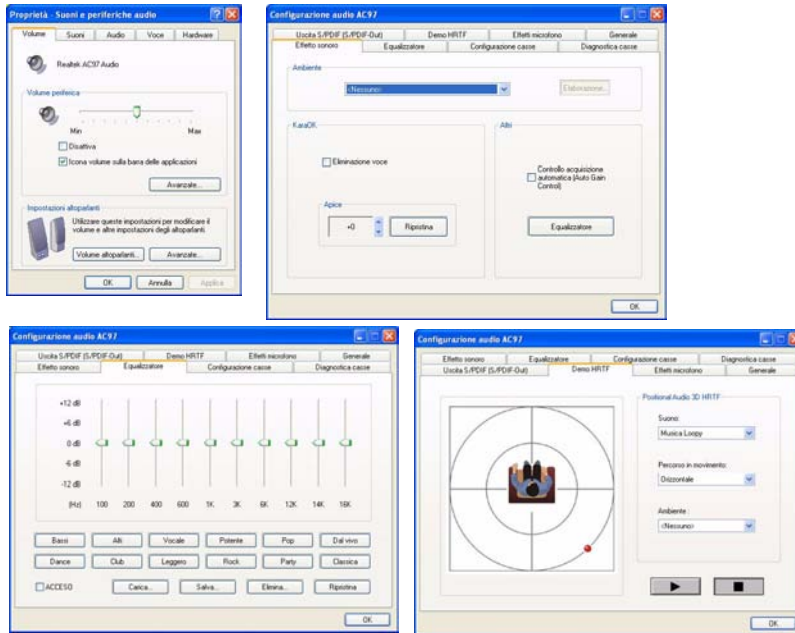 Proprietà - Suoni e periferiche audio
Volume Suoni Audio Voce Hardware
Realtek AC97 Audio
Volume periferica
Min Max
Disattiva
Icona volume sulla barra delle applicazioni
Avanzate...
Impostazioni altoparlanti
Utilizzare queste impostazioni per modificare il
volume e altre impostazioni degli altoparlanti
Volume altoparlanti... Avanzate...
OK Annulla Applica
Configurazione audio AC97
Uscita S/PDIF (S/PDIF-Out) Demo HRTF Effetti microfono Generale
Effetto sonoro Equalizzatore Configurazione casse Diagnostica casse
Ambiente
<Nessuno> Elaborazione...
KaraOK
Eliminazione voce
Apice
+0 Ripristina
Altri
Controllo acquisizione
automatica (Auto Gain
Control)
Equalizzatore
OK
Configurazione audio AC97
Uscita S/PDIF (S/PDIF-Out) Demo HRTF Effetti microfono Generale
Effetto sonoro Equalizzatore Configurazione casse Diagnostica casse
+12 dB
+6 dB
0 dB
-6 dB
-12 dB
(Hz) 100 200 400 600 1K 3K 6K 12K 14K 16K
Bassi Alti Vocale Potente Pop Dal vivo
Dance Club Leggero Rock Party Classica
ACCESO Carica... Salva... Elimina... Ripristina
OK
Configurazione audio AC97
Effetto sonoro Equalizzatore Configurazione casse Diagnostica casse
Uscita S/PDIF (S/PDIF-Out) Demo HRTF Effetti microfono Generale
Positional Audio 3D HRTF
Suono:
Musica Loopy
Percorso in movimento:
Orizzontale
Ambiente :
<Nessuno>
OK